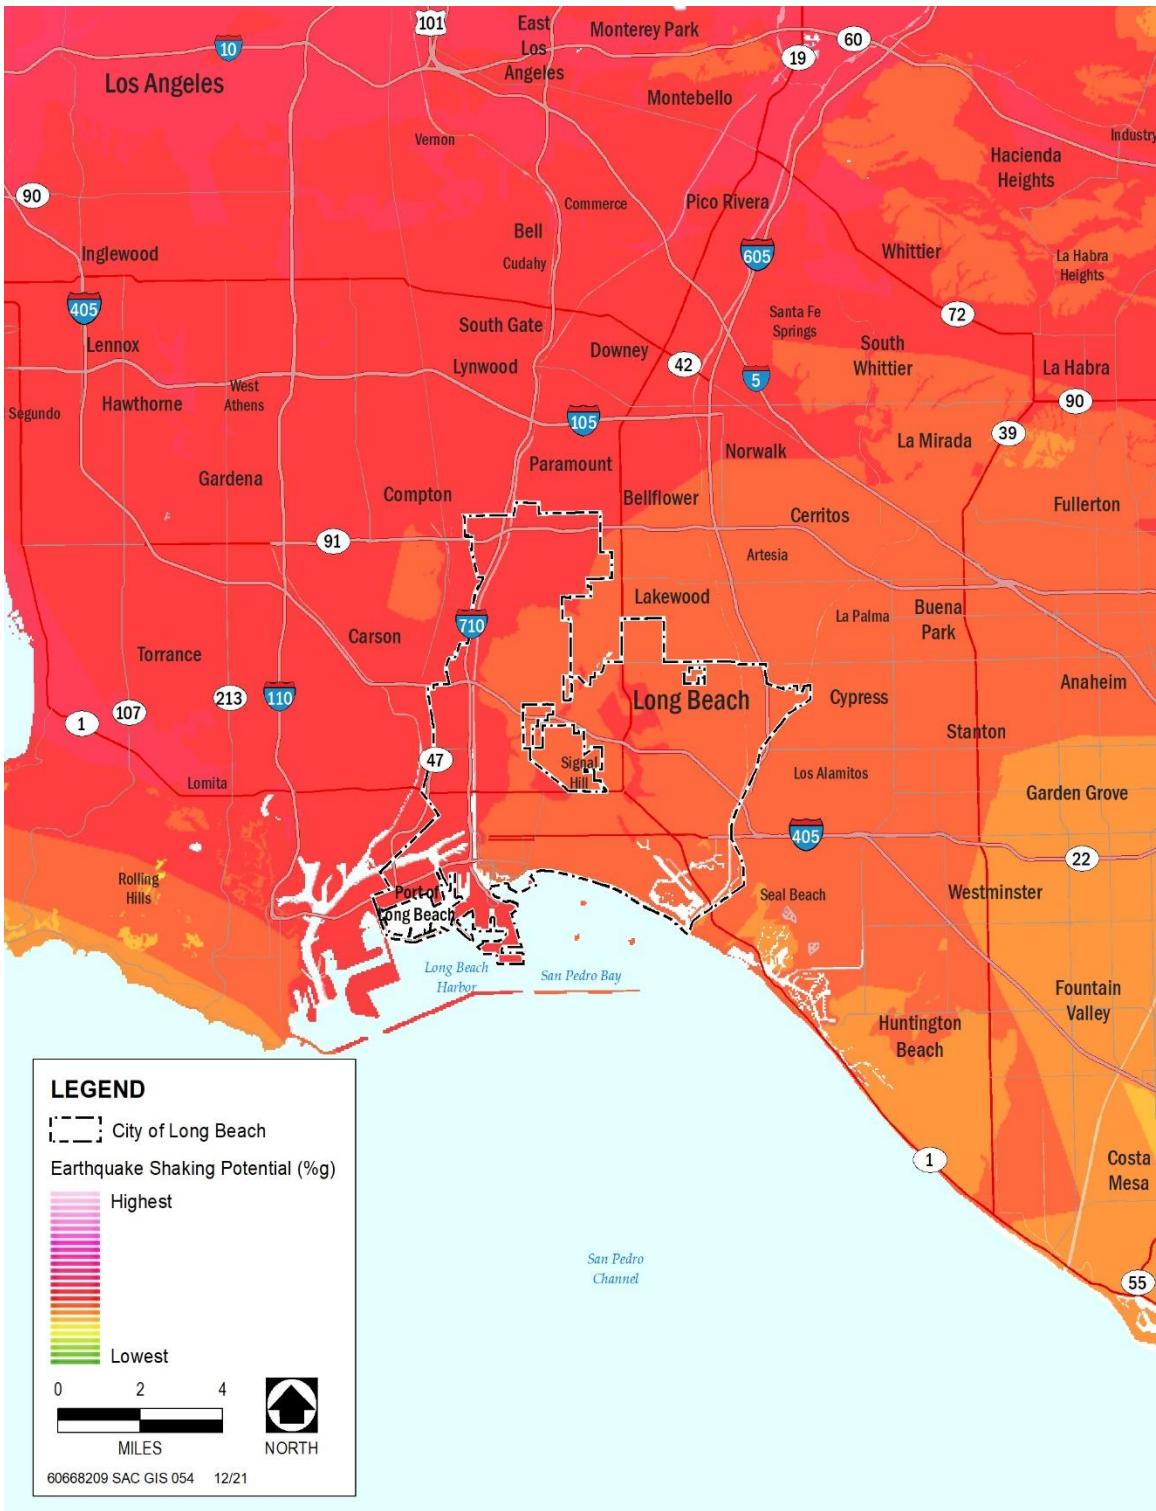 101
East
Los
Angeles
Monterey Park
60
10
19
Los Angeles
Montebello
Vernon
Industry
Hacienda
Heights
90
Commerce
Pico Rivera
Bell
Cudahy
Inglewood
605
Whittier
La Habra
Heights
405
South Gate
Santa Fe
Springs
72
Lennox
Lynwood
Downey
42
5
South
Whittier
La Habra
Segundo
Hawthorne
West
Athens
105
90
39
La Mirada
Gardena
Paramount
Norwalk
Compton
Bellflower
Cerritos
Fullerton
91
Artesia
Lakewood
710
La Palma
Buena
Park
Carson
Torrance
110
213
107
1
Long Beach
Cypress
Anaheim
Stanton
47
Signal
Hill
Los Alamitos
Lomita
Garden Grove
405
22
Rolling
Hills
Port of
Long Beach
Seal Beach
Westminster
Long Beach
Harbor
San Pedro Bay
Fountain
Valley
Huntington
Beach
1
Costa
Mesa
San Pedro
Channel
55
LEGEND
City of Long Beach
Earthquake Shaking Potential (%g)
Highest
Lowest
0 2 4
MILES
NORTH
60668209 SAC GIS 054 12/21